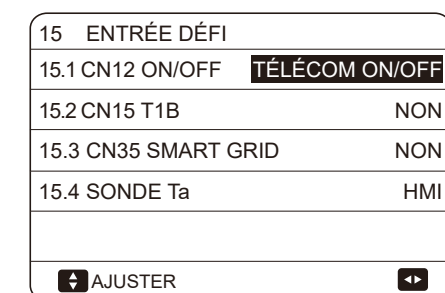 15 ENTRÉE DÉFI
15.1 CN12 ON/OFF TÉLÉCOM ON/OFF
15.2 CN15 T1B NON
15.3 CN35 SMART GRID NON
15.4 SONDE Ta HMI
AJUSTER